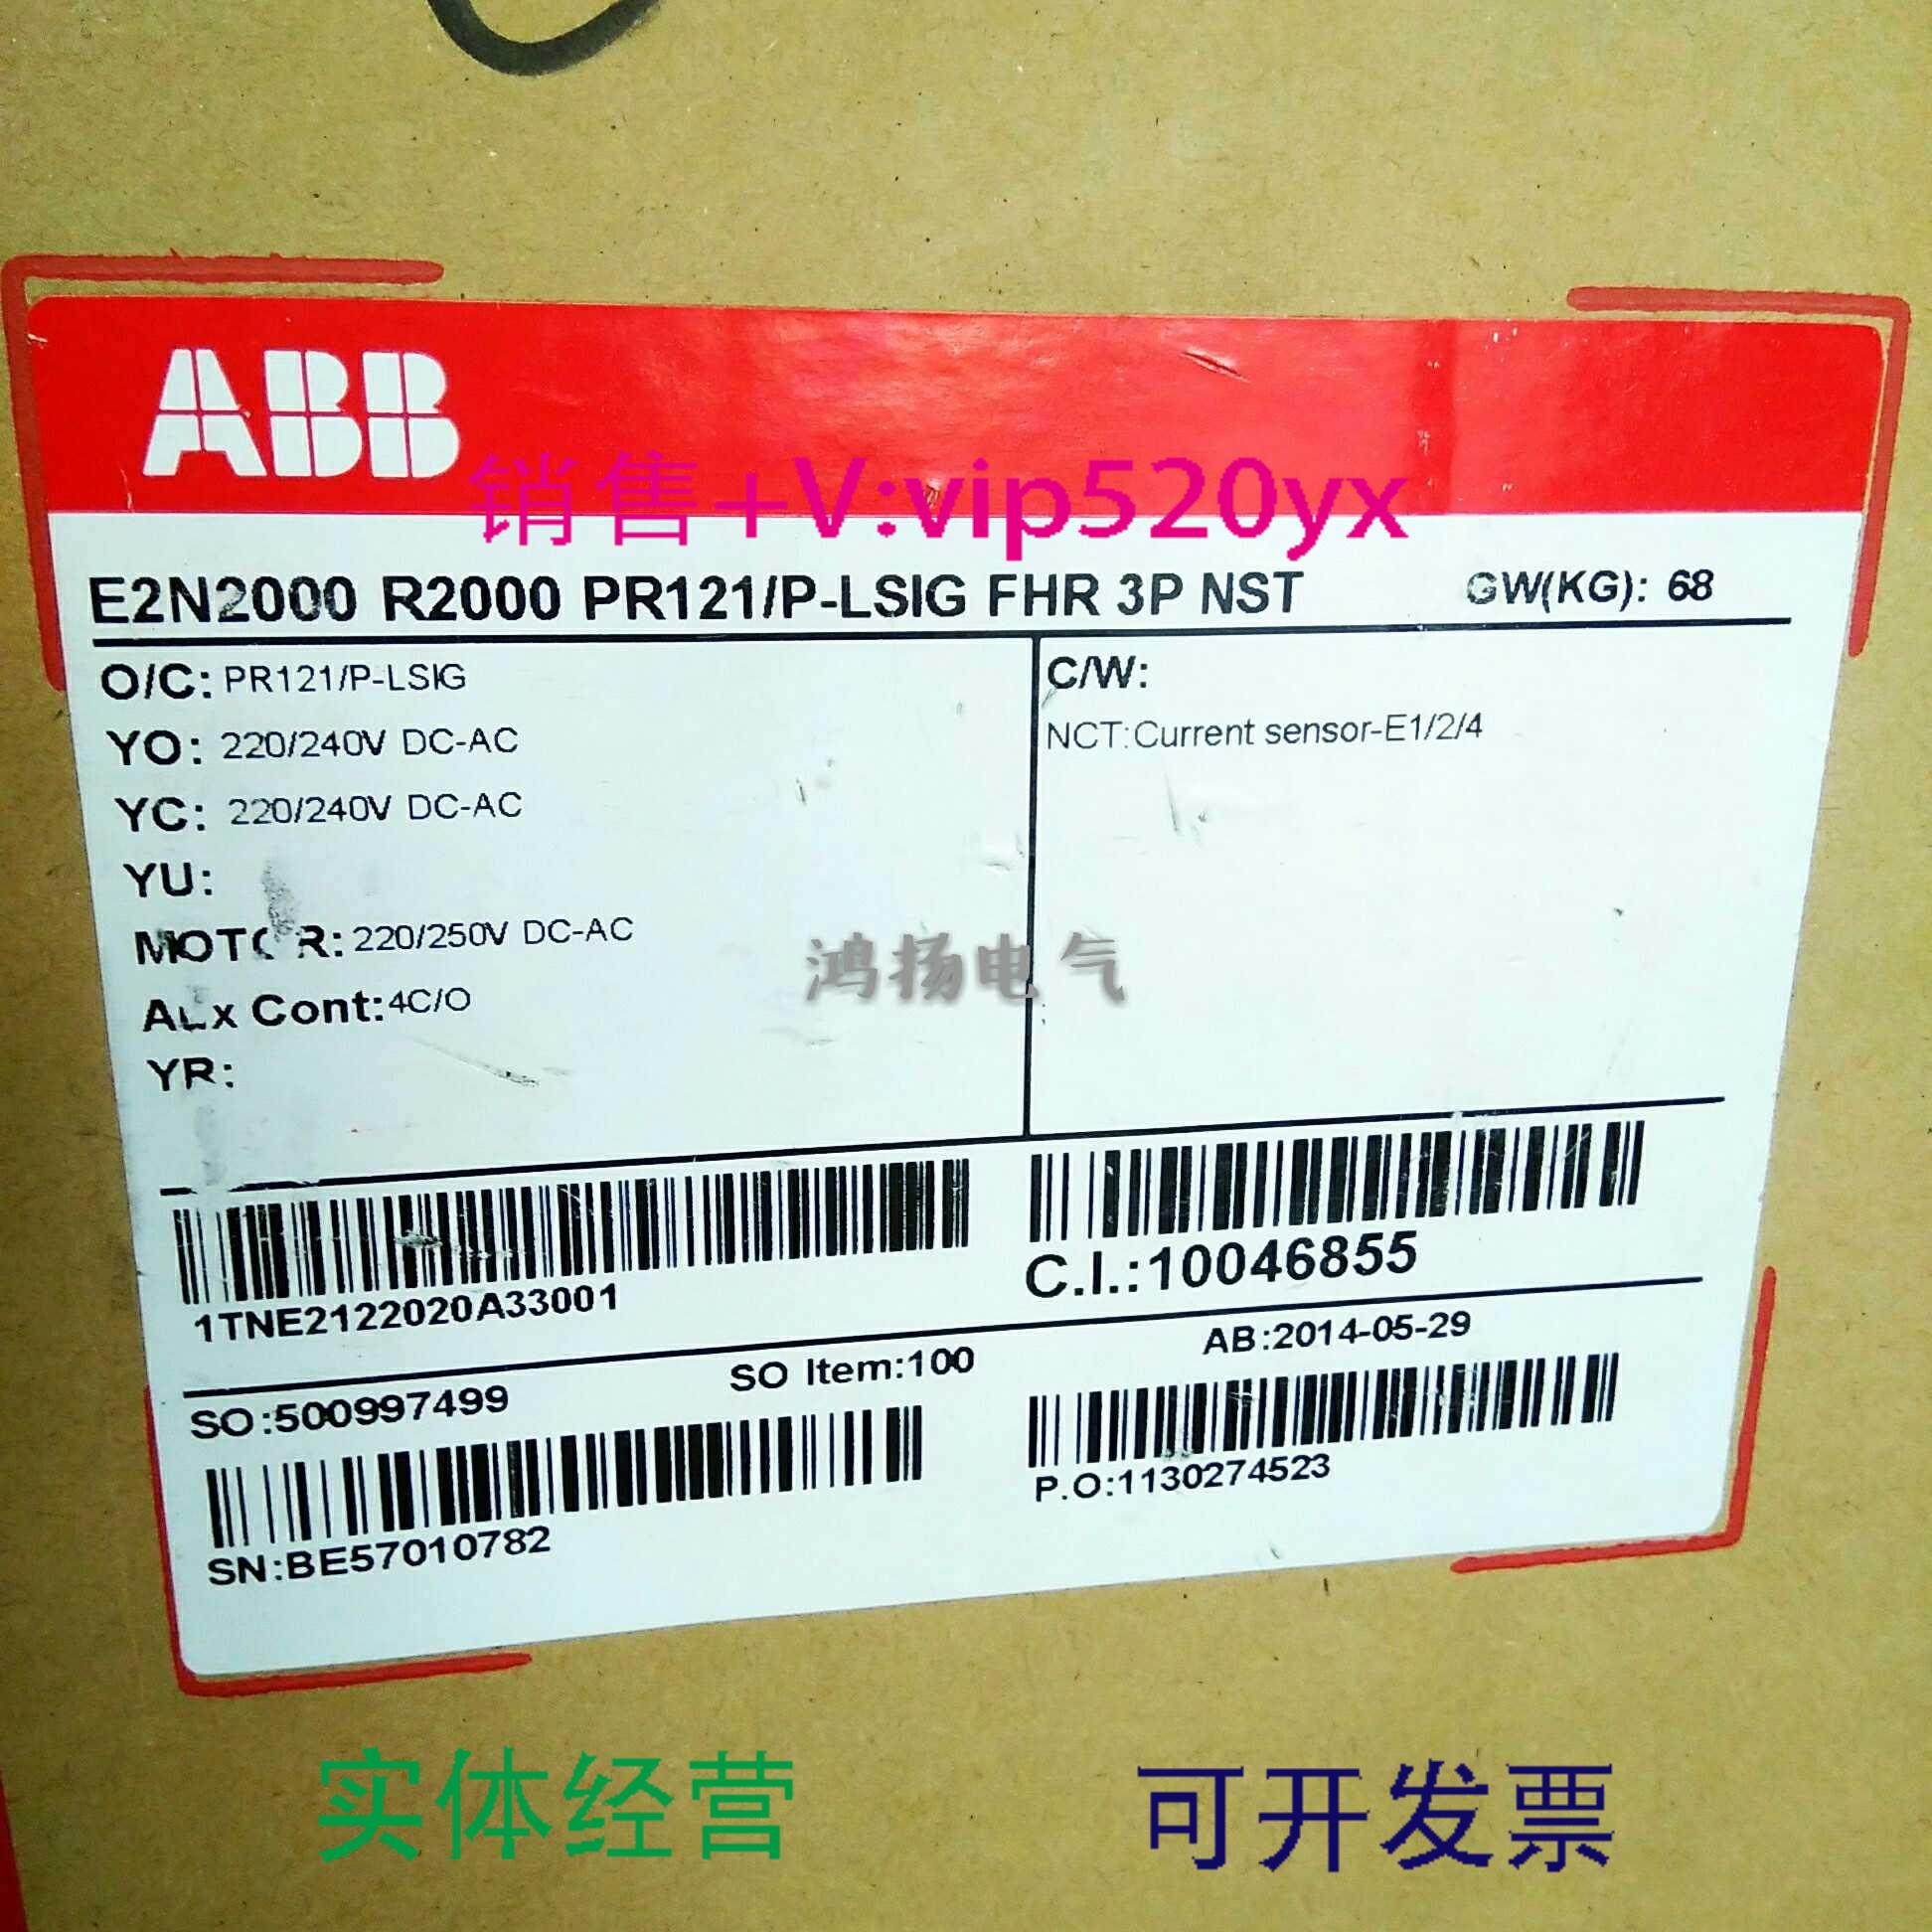 ABB
销售+V:vip520yx
E2N2000 R2000 PR121/P-LSIG FHR 3P NST GW(KG): 68
O/C: PR121/P-LSIG
YO: 220/240V DC-AC
YC: 220/240V DC-AC
YU:
MOTOR: 220/250V DC-AC
AUx Cont: 4C/O
YR:
C/W:
NCT:Current sensor-E1/2/4
鸿扬电气
1TNE2122020A33001
C.I.:10046855
SO:500997499 SO Item:100 AB:2014-05-29
SN:BE57010782
P.O:1130274523
实体经营 可开发票